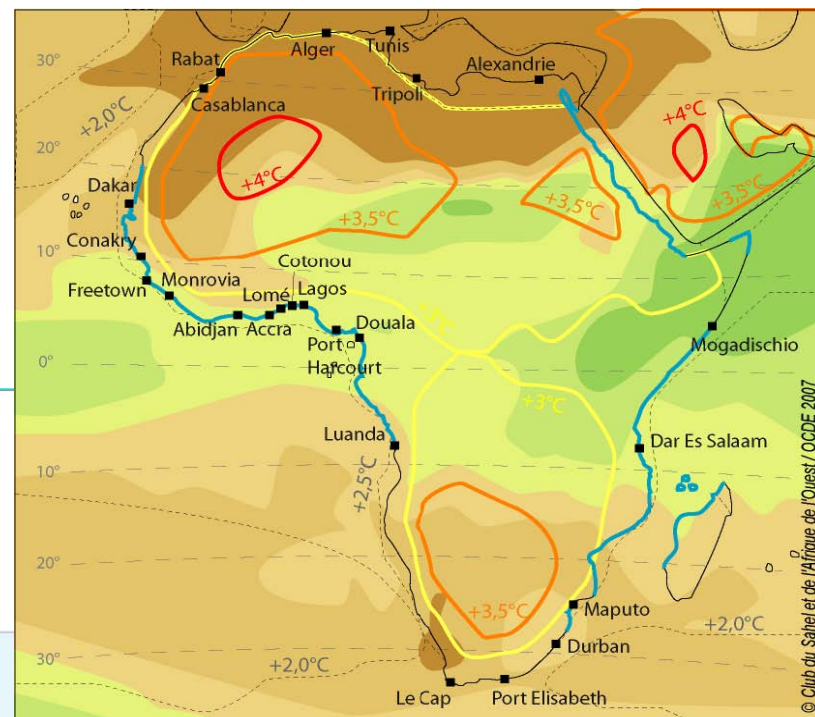 30°
20°
10°
0°
10°
20°
30°
Rabat
Alger
Tunis
Casablanca
Tripoli
Alexandrie
+2,0°C
+4°C
+4°C
+3,5°C
+3,5°C
+3,5°C
Dakar
Conakry
Freetown
Monrovia
Cotonou
Lomé
Lagos
Abidjan
Accra
Port
Harcourt
Douala
+3°C
+3°C
Mogadischio
Luanda
Dar Es Salaam
+2,5°C
+3,5°C
Maputo
Durban
+2,0°C
+2,0°C
Le Cap
Port Elisabeth
© Club du Sahel et de l'Afrique de l'Ouest / OCDE 2007